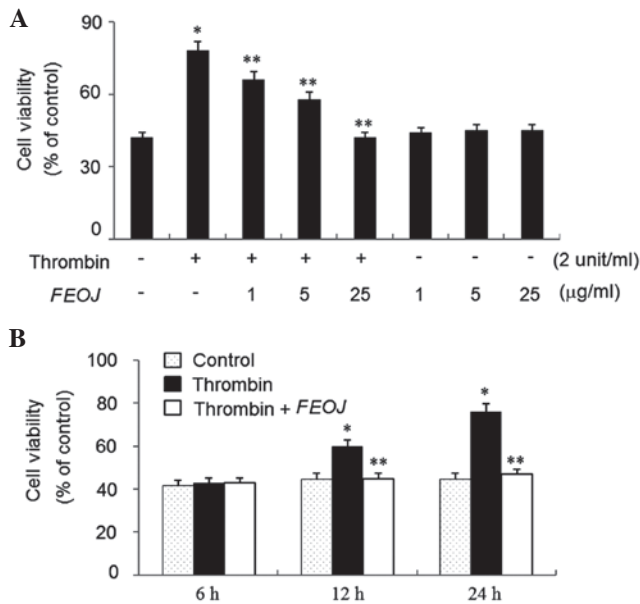 A
90
60
30
0
Cell viability
(% of control)
*
**
**
**
Thrombin - + + + + - - - (2 unit/ml)
FEOJ - - 1 5 25 1 5 25 (μg/ml)
B
100
80
60
40
20
0
Cell viability
(% of control)
Control
Thrombin
Thrombin + FEOJ
*
**
*
**
6 h 12 h 24 h